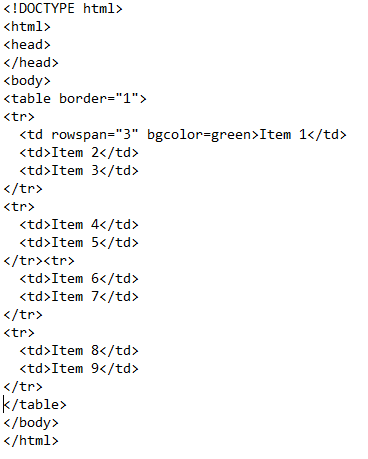 <!DOCTYPE html>
<html>
<head>
</head>
<body>
<table border="1">
<tr>
  <td rowspan="3" bgcolor=green>Item 1</td>
  <td>Item 2</td>
  <td>Item 3</td>
</tr>
<tr>
  <td>Item 4</td>
  <td>Item 5</td>
</tr><tr>
  <td>Item 6</td>
  <td>Item 7</td>
</tr>
<tr>
  <td>Item 8</td>
  <td>Item 9</td>
</tr>
</table>
</body>
</html>